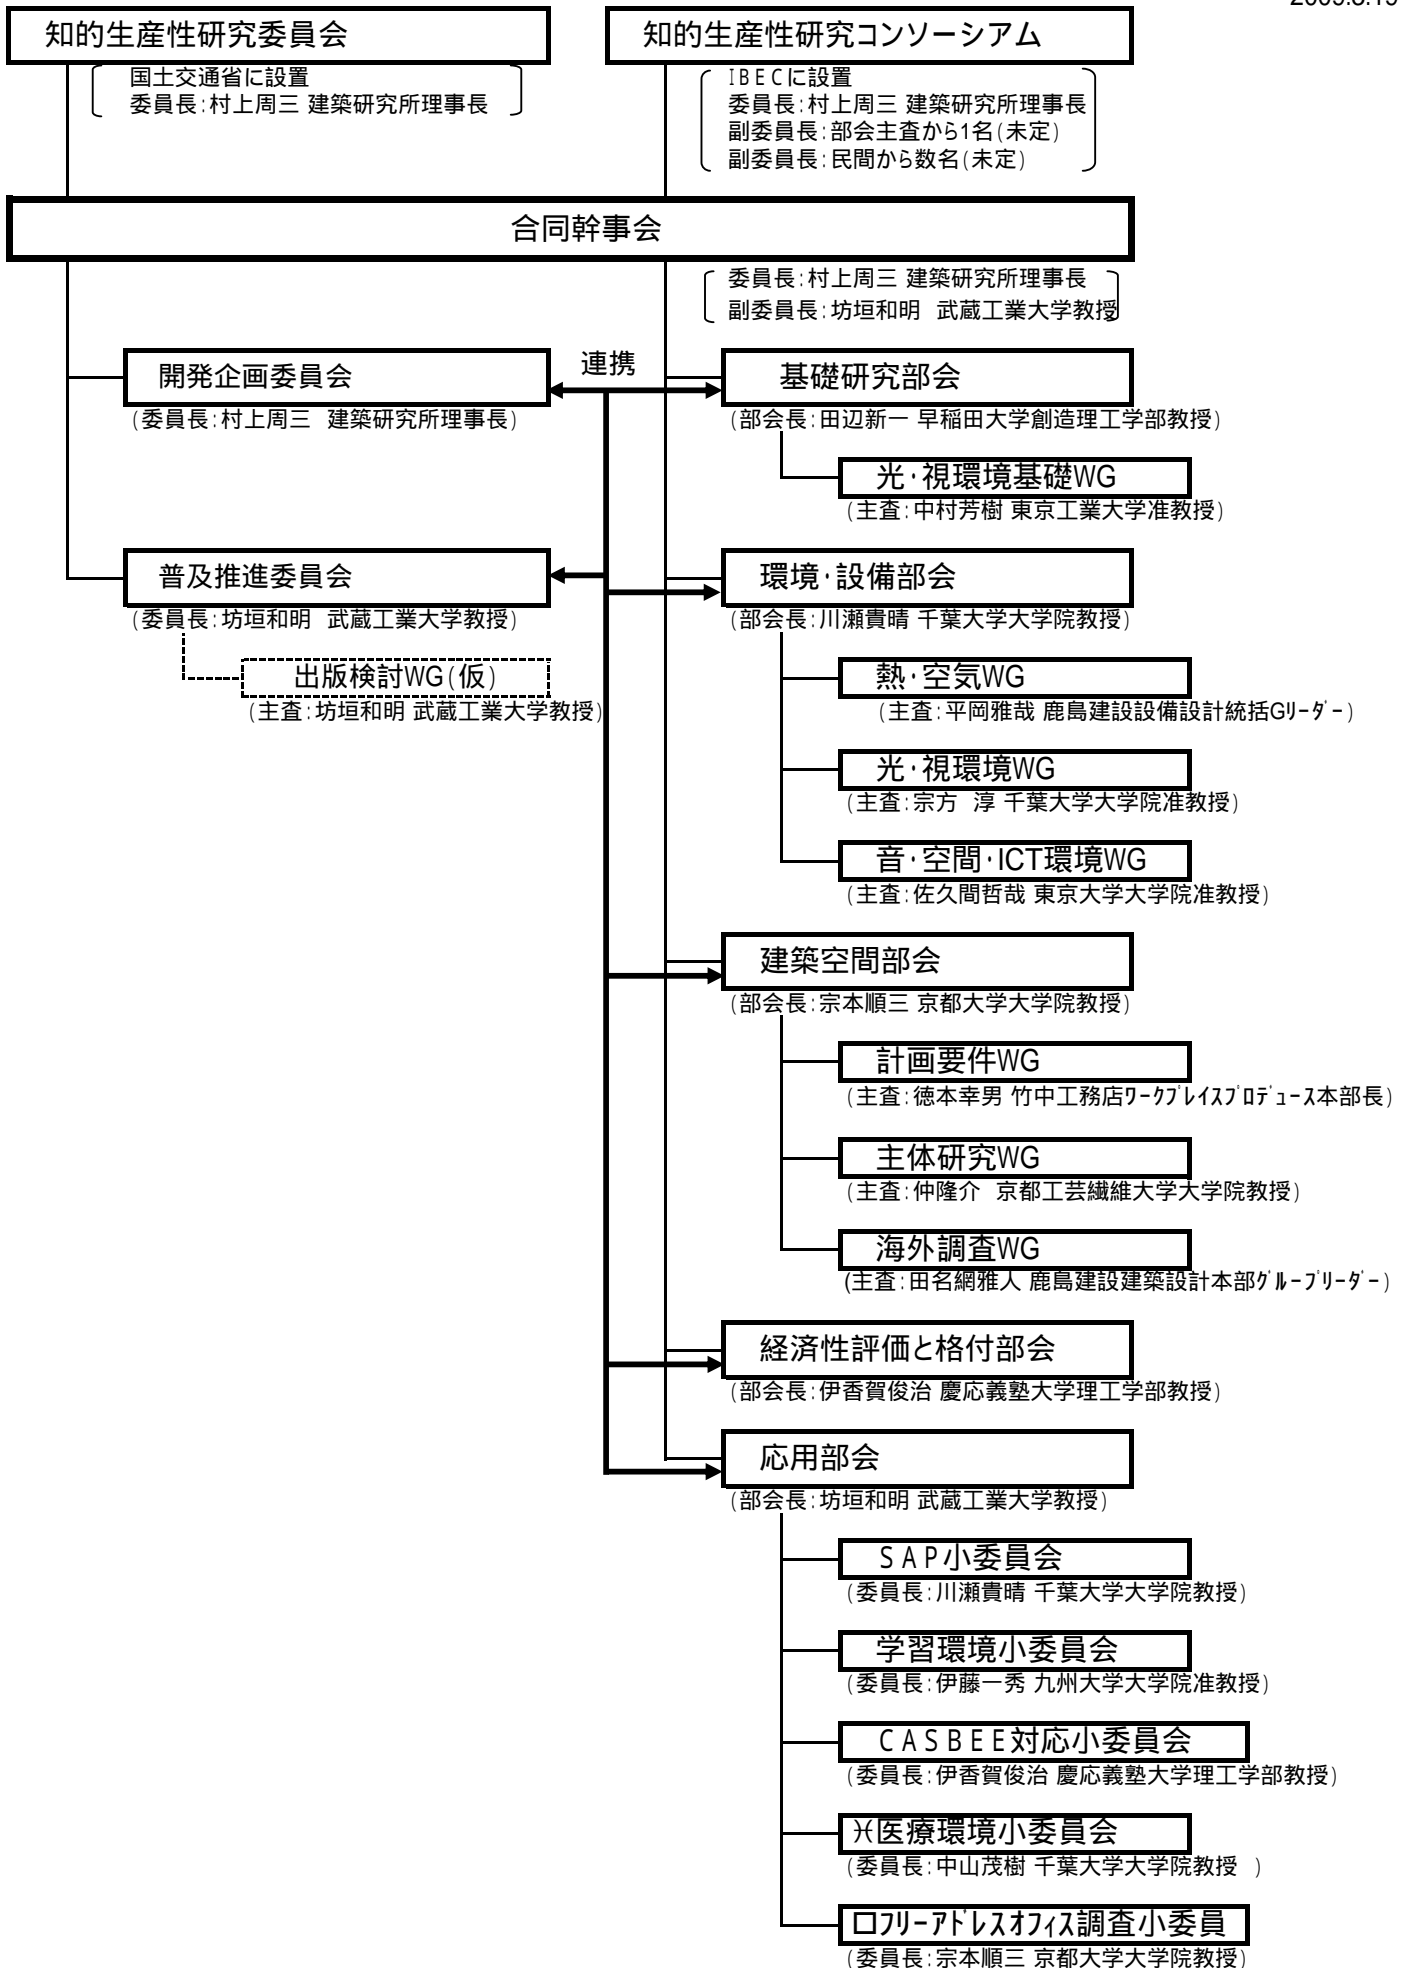 知的生産性研究委員会
知的生産性研究コンソーシアム
国土交通省に設置
委員長:村上周三 建築研究所理事長
IBECに設置
委員長:村上周三 建築研究所理事長
副委員長:部会主査から1名(未定)
副委員長:民間から数名(未定)
合同幹事会
委員長:村上周三 建築研究所理事長
副委員長:坊垣和明 武蔵工業大学教授
連携
開発企画委員会
(委員長:村上周三 建築研究所理事長)
基礎研究部会
(部会長:田辺新一 早稲田大学創造理工学部教授)
光・視環境基礎WG
(主査:中村芳樹 東京工業大学准教授)
普及推進委員会
(委員長:坊垣和明 武蔵工業大学教授)
出版検討WG(仮)
(主査:坊垣和明 武蔵工業大学教授)
環境・設備部会
(部会長:川瀬貴晴 千葉大学大学院教授)
熱・空気WG
(主査:平岡雅哉 鹿島建設設備設計統括Gﾘｰﾀﾞｰ)
光・視環境WG
(主査:宗方 淳 千葉大学大学院准教授)
音・空間・ICT環境WG
(主査:佐久間哲哉 東京大学大学院准教授)
建築空間部会
(部会長:宗本順三 京都大学大学院教授)
計画要件WG
(主査:徳本幸男 竹中工務店ﾜｰｸﾌﾟﾚｲｽﾌﾟﾛﾃﾞｭｰｽ本部長)
主体研究WG
(主査:仲隆介 京都工芸繊維大学大学院教授)
海外調査WG
(主査:田名網雅人 鹿島建設建築設計本部ｸﾞﾙｰﾌﾟﾘｰﾀﾞｰ)
経済性評価と格付部会
(部会長:伊香賀俊治 慶応義塾大学理工学部教授)
応用部会
(部会長:坊垣和明 武蔵工業大学教授)
SAP小委員会
(委員長:川瀬貴晴 千葉大学大学院教授)
学習環境小委員会
(委員長:伊藤一秀 九州大学大学院准教授)
CASBEE対応小委員会
(委員長:伊香賀俊治 慶応義塾大学理工学部教授)
医療環境小委員会
(委員長:中山茂樹 千葉大学大学院教授 )
ﾌﾘｰｱﾄﾞﾚｽｵﾌｨｽ調査小委員
(委員長:宗本順三 京都大学大学院教授)